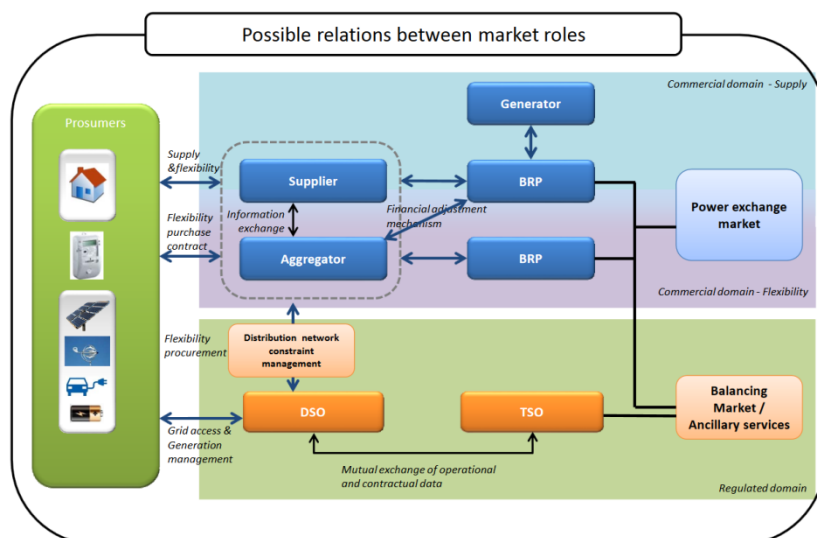 Possible relations between market roles
Commercial domain - Supply
Generator
Prosumers
Supply
&flexibility
Supplier
BRP
Power exchange
market
Information
exchange
Financial adjustment
mechanism
Flexibility
purchase
contract
Aggregator
BRP
Commercial domain - Flexibility
Flexibility
procurement
Distribution network
constraint
management
DSO
TSO
Balancing
Market /
Ancillary services
Grid access &
Generation
management
Mutual exchange of operational
and contractual data
Regulated domain